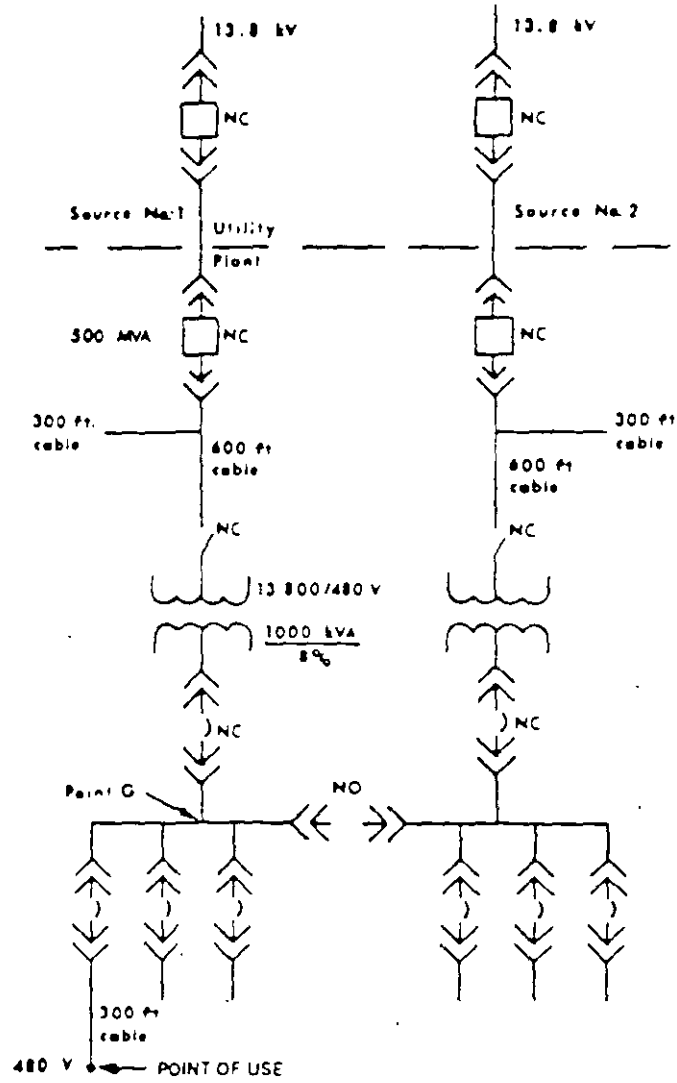 13.8 kV
13.8 kV
NC
NC
Source No.1
Utility
Source No.2
Plant
500 MVA
NC
NC
300 ft.
cable
600 ft
cable
300 ft
cable
600 ft
cable
NC
NC
13 800/480 V
1000 kVA
8%
NC
NC
Point G
NO
300 ft
cable
480 V
POINT OF USE